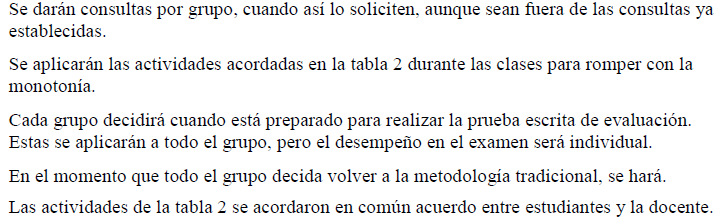 Se darán consultas por grupo, cuando así lo soliciten, aunque sean fuera de las consultas ya
establecidas.
Se aplicarán las actividades acordadas en la tabla 2 durante las clases para romper con la
monotonía.
Cada grupo decidirá cuando está preparado para realizar la prueba escrita de evaluación.
Estas se aplicarán a todo el grupo, pero el desempeño en el examen será individual.
En el momento que todo el grupo decida volver a la metodología tradicional, se hará.
Las actividades de la tabla 2 se acordaron en común acuerdo entre estudiantes y la docente.